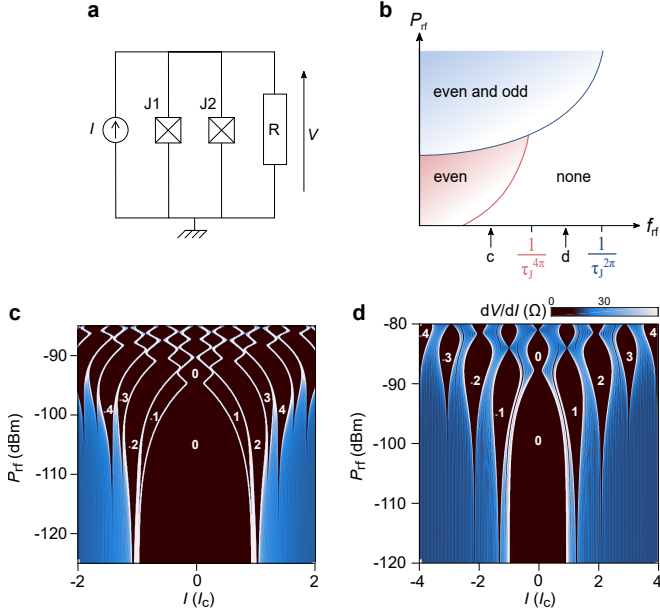 a
J1
J2
I
R
V
b
P_rf
even and odd
even
none
f_rf
c
1
τ_J^4π
d
1
τ_J^2π
c
-90
-100
-110
-120
P_rf (dBm)
0
0
-1
1
-2
2
-3
3
-4
4
-2
0
2
I (I_c)
d
dV/dI (Ω)
0
30
-80
-90
-100
-110
-120
P_rf (dBm)
0
0
-1
1
-2
2
-3
3
-4
4
-4
-2
0
2
4
I (I_c)